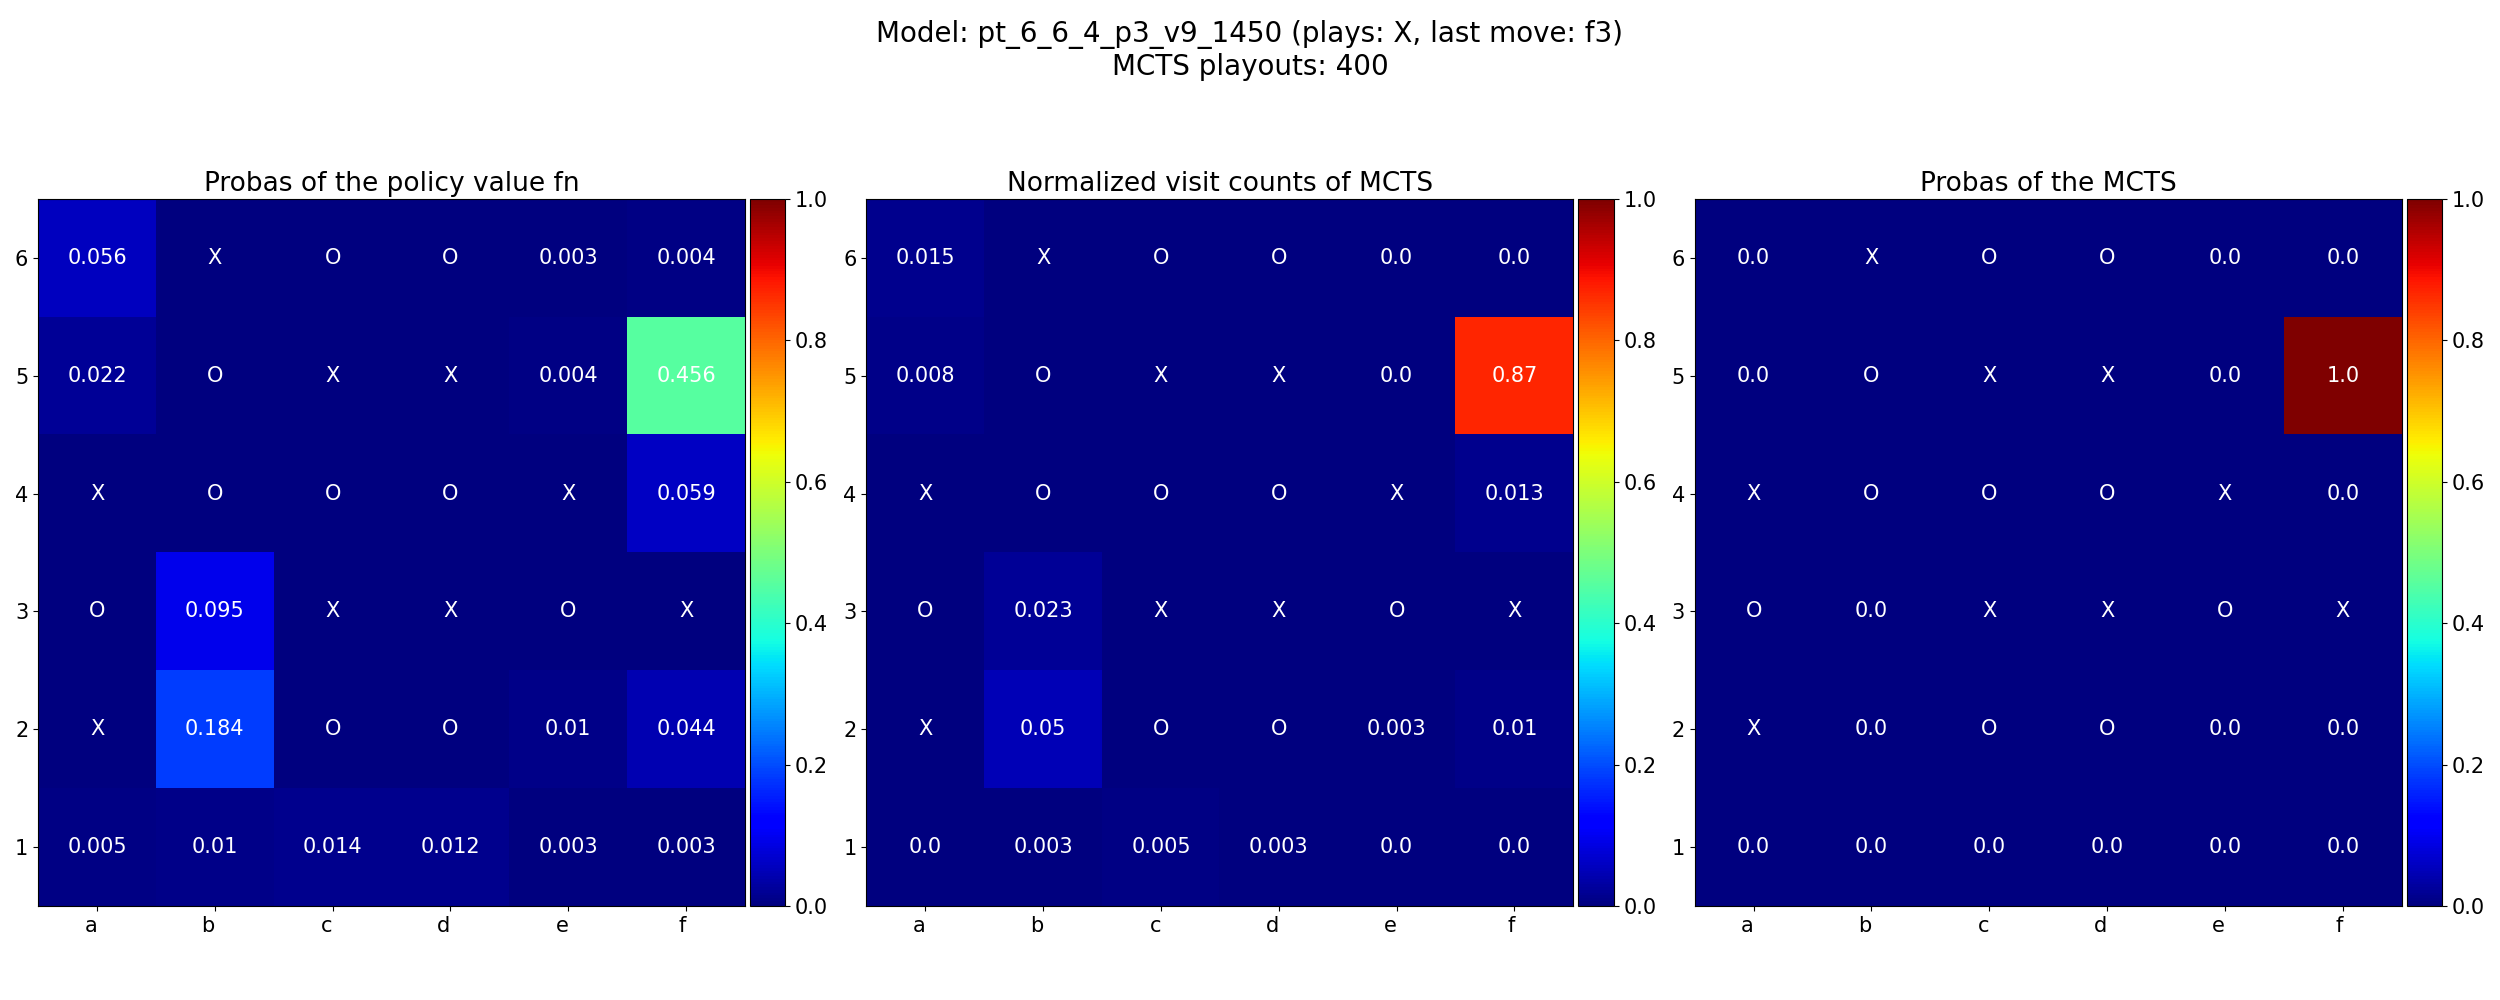 Model: pt_6_6_4_p3_v9_1450 (plays: X, last move: f3)
MCTS playouts: 400
Probas of the policy value fn
6 0.056 X O O 0.003 0.004
5 0.022 O X X 0.004 0.456
4 X O O O X 0.059
3 O 0.095 X X O X
2 X 0.184 O O 0.01 0.044
1 0.005 0.01 0.014 0.012 0.003 0.003
a b c d e f
1.0
0.8
0.6
0.4
0.2
0.0
Normalized visit counts of MCTS
6 0.015 X O O 0.0 0.0
5 0.008 O X X 0.0 0.87
4 X O O O X 0.013
3 O 0.023 X X O X
2 X 0.05 O O 0.003 0.01
1 0.0 0.003 0.005 0.003 0.0 0.0
a b c d e f
1.0
0.8
0.6
0.4
0.2
0.0
Probas of the MCTS
6 0.0 X O O 0.0 0.0
5 0.0 O X X 0.0 1.0
4 X O O O X 0.0
3 O 0.0 X X O X
2 X 0.0 O O 0.0 0.0
1 0.0 0.0 0.0 0.0 0.0 0.0
a b c d e f
1.0
0.8
0.6
0.4
0.2
0.0